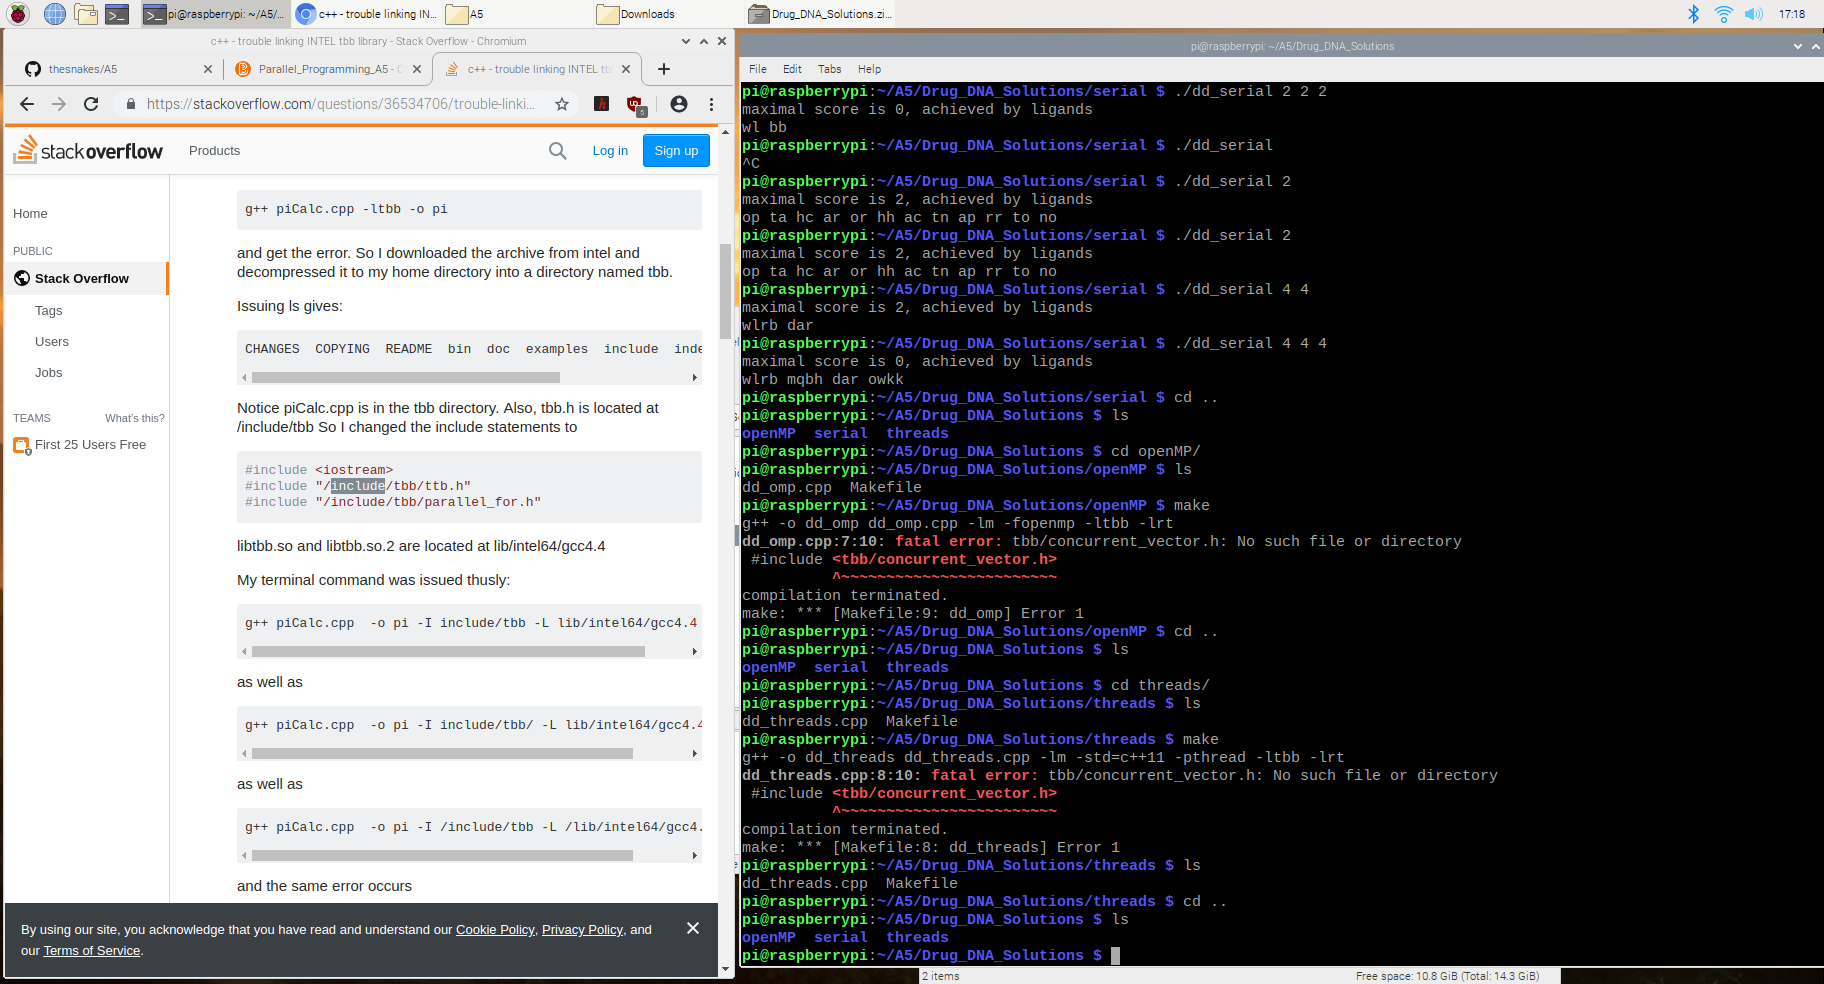 pi@raspberrypi: ~/A5/...
c++ - trouble linking IN...
A5
Downloads
Drug_DNA_Solutions.zi...
17:18
c++ - trouble linking INTEL tbb library - Stack Overflow - Chromium
thesnakes/A5
Parallel_Programming_A5 - C
c++ - trouble linking INTEL tb
https://stackoverflow.com/questions/36534706/trouble-linki...
stackoverflow
Products
Log in
Sign up
Home
PUBLIC
Stack Overflow
Tags
Users
Jobs
TEAMS
What's this?
First 25 Users Free
g++ piCalc.cpp -ltbb -o pi
and get the error. So I downloaded the archive from intel and
decompressed it to my home directory into a directory named tbb.
Issuing ls gives:
CHANGES  COPYING  README  bin  doc  examples  include  inde
Notice piCalc.cpp is in the tbb directory. Also, tbb.h is located at
/include/tbb So I changed the include statements to
#include <iostream>
#include "/include/tbb/ttb.h"
#include "/include/tbb/parallel_for.h"
libtbb.so and libtbb.so.2 are located at lib/intel64/gcc4.4
My terminal command was issued thusly:
g++ piCalc.cpp  -o pi -I include/tbb -L lib/intel64/gcc4.4
as well as
g++ piCalc.cpp  -o pi -I include/tbb/ -L lib/intel64/gcc4.4
as well as
g++ piCalc.cpp  -o pi -I /include/tbb -L /lib/intel64/gcc4.
and the same error occurs
By using our site, you acknowledge that you have read and understand our Cookie Policy, Privacy Policy, and
our Terms of Service.
pi@raspberrypi: ~/A5/Drug_DNA_Solutions
File Edit Tabs Help
pi@raspberrypi:~/A5/Drug_DNA_Solutions/serial $ ./dd_serial 2 2 2
maximal score is 0, achieved by ligands
wl bb
pi@raspberrypi:~/A5/Drug_DNA_Solutions/serial $ ./dd_serial
^C
pi@raspberrypi:~/A5/Drug_DNA_Solutions/serial $ ./dd_serial 2
maximal score is 2, achieved by ligands
op ta hc ar or hh ac tn ap rr to no
pi@raspberrypi:~/A5/Drug_DNA_Solutions/serial $ ./dd_serial 2
maximal score is 2, achieved by ligands
op ta hc ar or hh ac tn ap rr to no
pi@raspberrypi:~/A5/Drug_DNA_Solutions/serial $ ./dd_serial 4 4
maximal score is 2, achieved by ligands
wlrb dar
pi@raspberrypi:~/A5/Drug_DNA_Solutions/serial $ ./dd_serial 4 4 4
maximal score is 0, achieved by ligands
wlrb mqbh dar owkk
pi@raspberrypi:~/A5/Drug_DNA_Solutions/serial $ cd ..
pi@raspberrypi:~/A5/Drug_DNA_Solutions $ ls
openMP  serial  threads
pi@raspberrypi:~/A5/Drug_DNA_Solutions $ cd openMP/
pi@raspberrypi:~/A5/Drug_DNA_Solutions/openMP $ ls
dd_omp.cpp  Makefile
pi@raspberrypi:~/A5/Drug_DNA_Solutions/openMP $ make
g++ -o dd_omp dd_omp.cpp -lm -fopenmp -ltbb -lrt
dd_omp.cpp:7:10: fatal error: tbb/concurrent_vector.h: No such file or directory
 #include <tbb/concurrent_vector.h>
          ^~~~~~~~~~~~~~~~~~~~~~~~~
compilation terminated.
make: *** [Makefile:9: dd_omp] Error 1
pi@raspberrypi:~/A5/Drug_DNA_Solutions/openMP $ cd ..
pi@raspberrypi:~/A5/Drug_DNA_Solutions $ ls
openMP  serial  threads
pi@raspberrypi:~/A5/Drug_DNA_Solutions $ cd threads/
pi@raspberrypi:~/A5/Drug_DNA_Solutions/threads $ ls
dd_threads.cpp  Makefile
pi@raspberrypi:~/A5/Drug_DNA_Solutions/threads $ make
g++ -o dd_threads dd_threads.cpp -lm -std=c++11 -pthread -ltbb -lrt
dd_threads.cpp:8:10: fatal error: tbb/concurrent_vector.h: No such file or directory
 #include <tbb/concurrent_vector.h>
          ^~~~~~~~~~~~~~~~~~~~~~~~~
compilation terminated.
make: *** [Makefile:8: dd_threads] Error 1
pi@raspberrypi:~/A5/Drug_DNA_Solutions/threads $ ls
dd_threads.cpp  Makefile
pi@raspberrypi:~/A5/Drug_DNA_Solutions/threads $ cd ..
pi@raspberrypi:~/A5/Drug_DNA_Solutions $ ls
openMP  serial  threads
pi@raspberrypi:~/A5/Drug_DNA_Solutions $
2 items
Free space: 10.8 GiB (Total: 14.3 GiB)